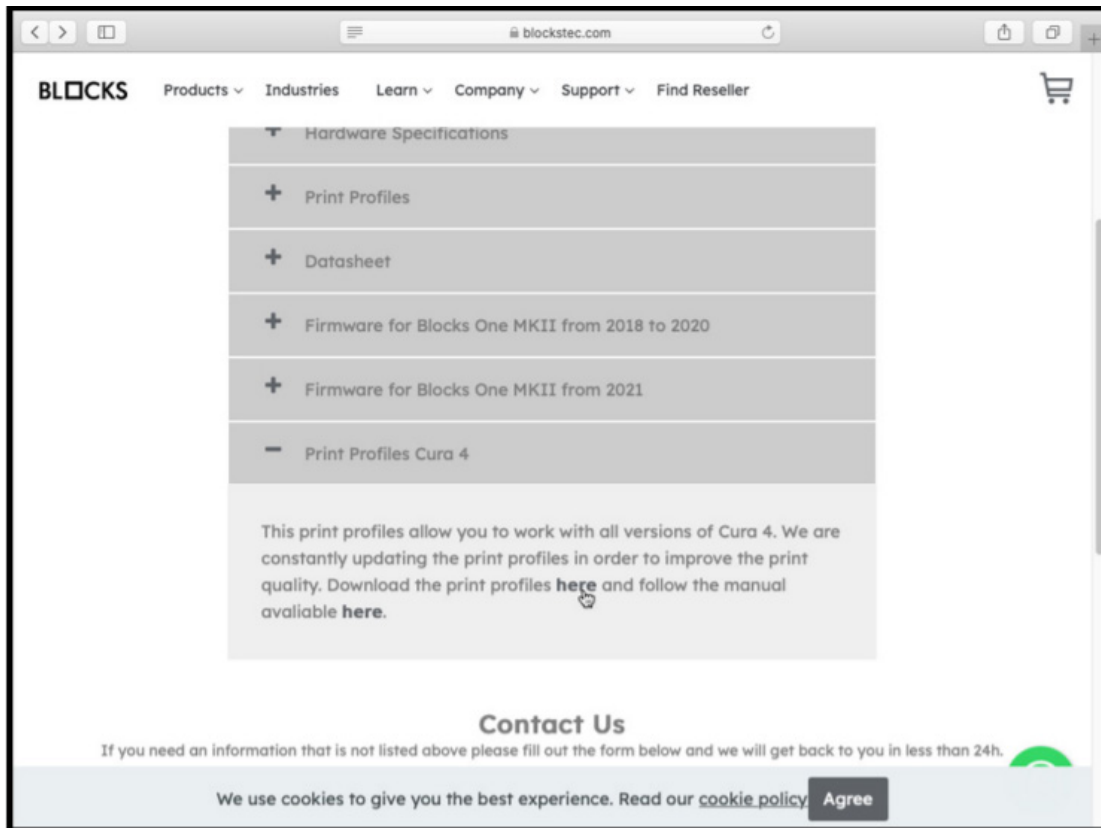 blockstec.com
BLOCKS Products Industries Learn Company Support Find Reseller
Hardware Specifications
Print Profiles
Datasheet
Firmware for Blocks One MKII from 2018 to 2020
Firmware for Blocks One MKII from 2021
Print Profiles Cura 4
This print profiles allow you to work with all versions of Cura 4. We are
constantly updating the print profiles in order to improve the print
quality. Download the print profiles here and follow the manual
avaliable here.
Contact Us
If you need an information that is not listed above please fill out the form below and we will get back to you in less than 24h.
We use cookies to give you the best experience. Read our cookie policy Agree